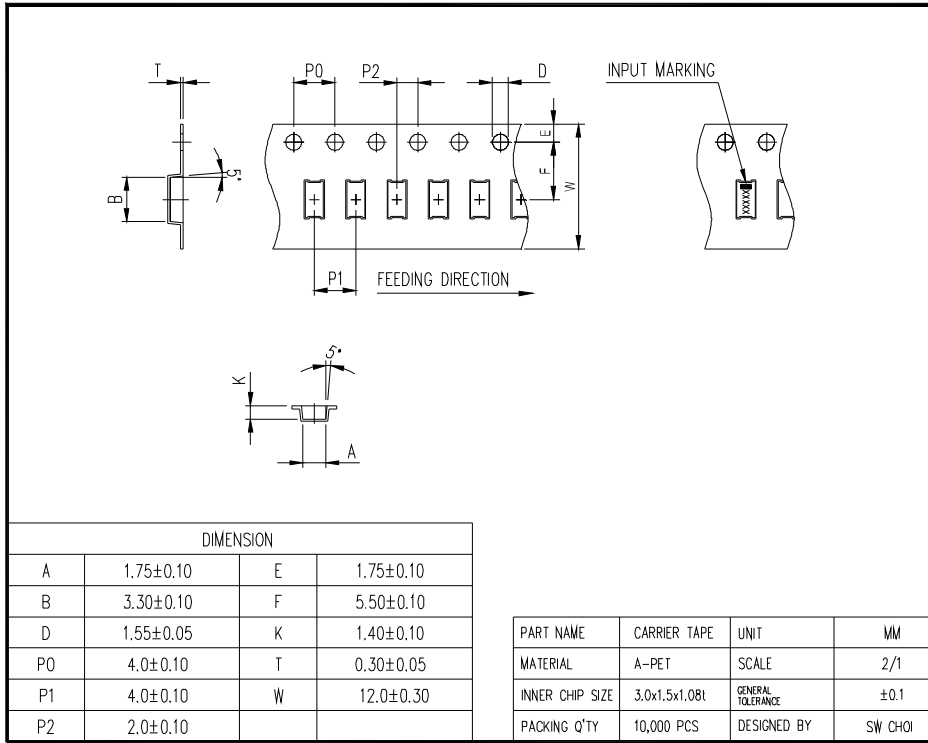 T
P0
P2
D
INPUT MARKING
E
F
W
B
5°
XXXXX
P1
FEEDING DIRECTION
5°
K
A
DIMENSION
A 1.75±0.10 E 1.75±0.10
B 3.30±0.10 F 5.50±0.10
D 1.55±0.05 K 1.40±0.10
P0 4.0±0.10 T 0.30±0.05
P1 4.0±0.10 W 12.0±0.30
P2 2.0±0.10
PART NAME CARRIER TAPE UNIT MM
MATERIAL A-PET SCALE 2/1
INNER CHIP SIZE 3.0x1.5x1.08t GENERAL TOLERANCE ±0.1
PACKING Q'TY 10,000 PCS DESIGNED BY SW CHOI